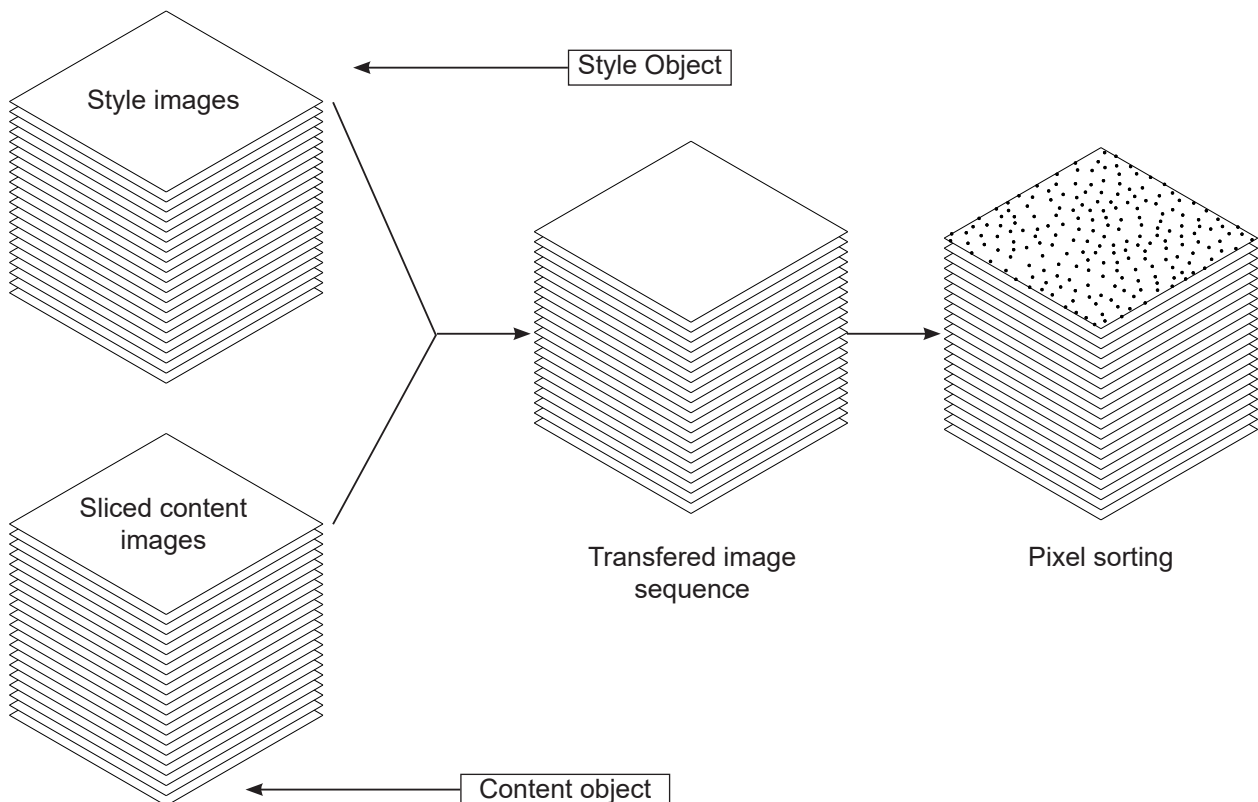 Style Object
Style images
Sliced content
images
Transfered image
sequence
Pixel sorting
Content object